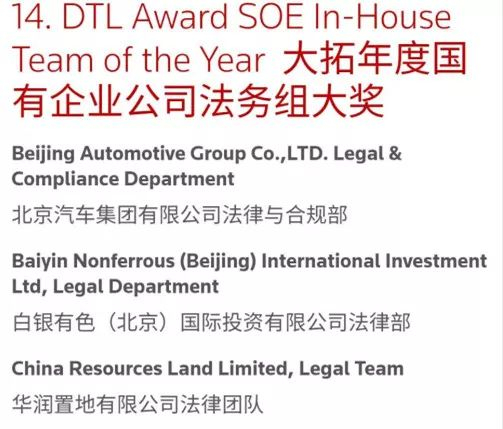 14. DTL Award SOE In-House
Team of the Year 大拓年度国
有企业公司法务组大奖
Beijing Automotive Group Co.,LTD. Legal &
Compliance Department
北京汽车集团有限公司法律与合规部
Baiyin Nonferrous (Beijing) International Investment
Ltd, Legal Department
白银有色（北京）国际投资有限公司法律部
China Resources Land Limited, Legal Team
华润置地有限公司法律团队